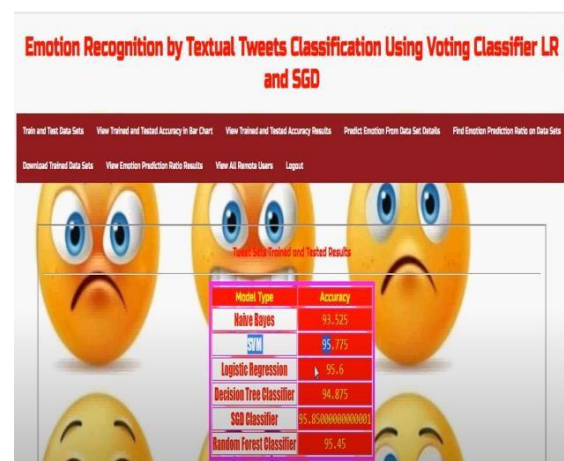 Emotion Recognition by Textual Tweets Classification Using Voting Classifier LR
and SGD
Train and Test Data Sets View Trained and Tested Accuracy in Bar Chart View Trained and Tested Accuracy Results Predict Emotion From Data Set Details Find Emotion Prediction Ratio on Data Sets
Download Trained Data Sets View Emotion Prediction Ratio Results View All Remote Users Logout
Tweet Sets Trained and Tested Results
Model Type Accuracy
Naive Bayes 93.525
SVM 95.775
Logistic Regression 95.6
Decision Tree Classifier 94.875
SGD Classifier 95.85000000000001
Random Forest Classifier 95.45